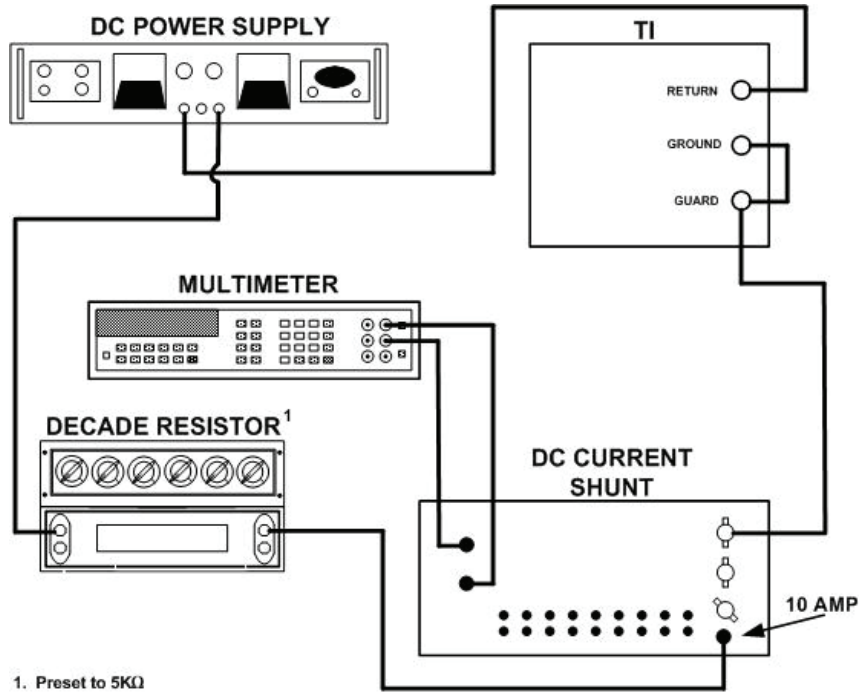 DC POWER SUPPLY
TI
RETURN
GROUND
GUARD
MULTIMETER
DECADE RESISTOR1
DC CURRENT
SHUNT
10 AMP
1. Preset to 5KΩ